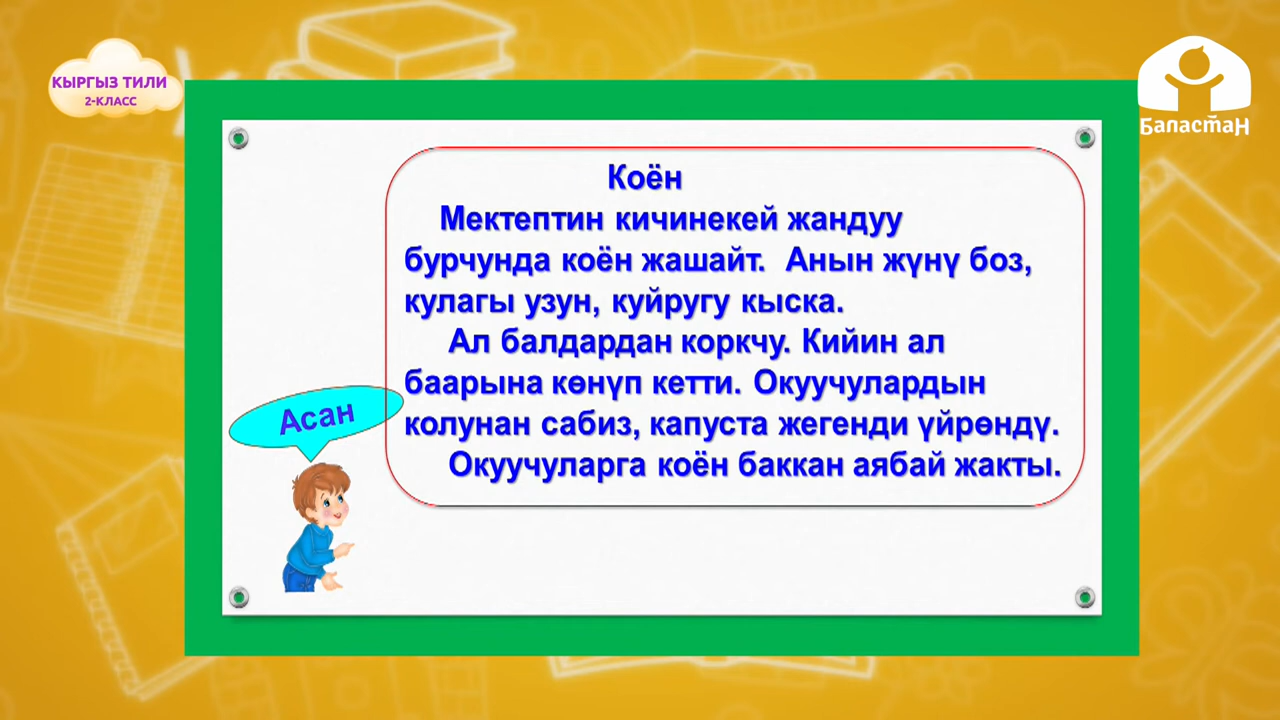 КЫРГЫЗ ТИЛИ
2-КЛАСС
Баластан
Коён
Мектептин кичинекей жандуу
бурчунда коён жашайт. Анын жүнү боз,
кулагы узун, куйругу кыска.
Ал балдардан коркчу. Кийин ал
баарына көнүп кетти. Окуучулардын
колунан сабиз, капуста жегенди үйрөндү.
Окуучуларга коён баккан аябай жакты.
Асан